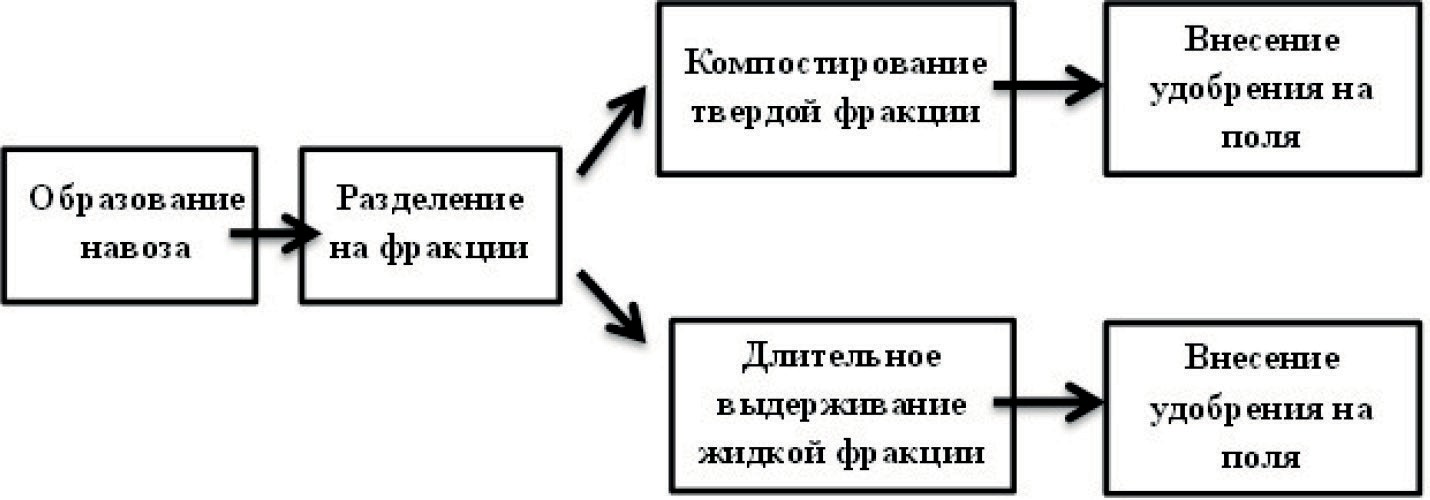 Образование
навоза
Разделение
на фракции
Компостирование
твердой фракции
Внесение
удобрения на
поля
Длительное
выдерживание
жидкой фракции
Внесение
удобрения на
поля